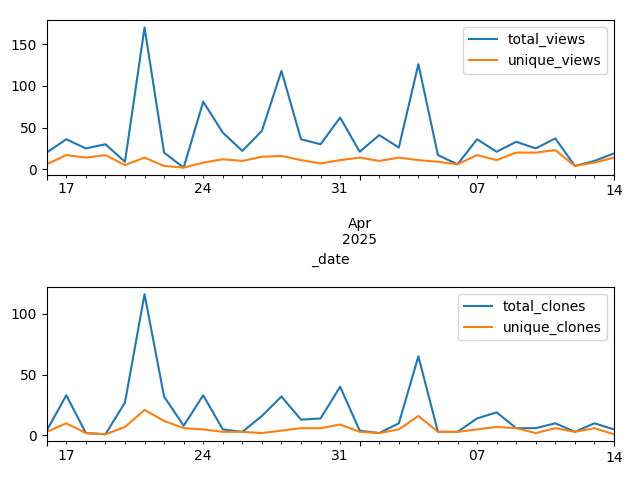 150
100
50
0
total_views
unique_views
17 24 31 07 14
Apr
2025
_date
100
50
0
total_clones
unique_clones
17 24 31 07 14